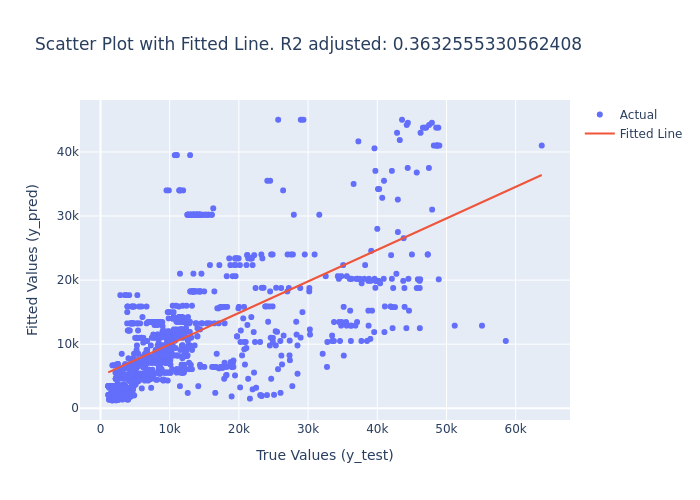 Scatter Plot with Fitted Line. R2 adjusted: 0.3632555330562408
Actual
Fitted Line
40k
30k
20k
10k
0
Fitted Values (y_pred)
0
10k
20k
30k
40k
50k
60k
True Values (y_test)